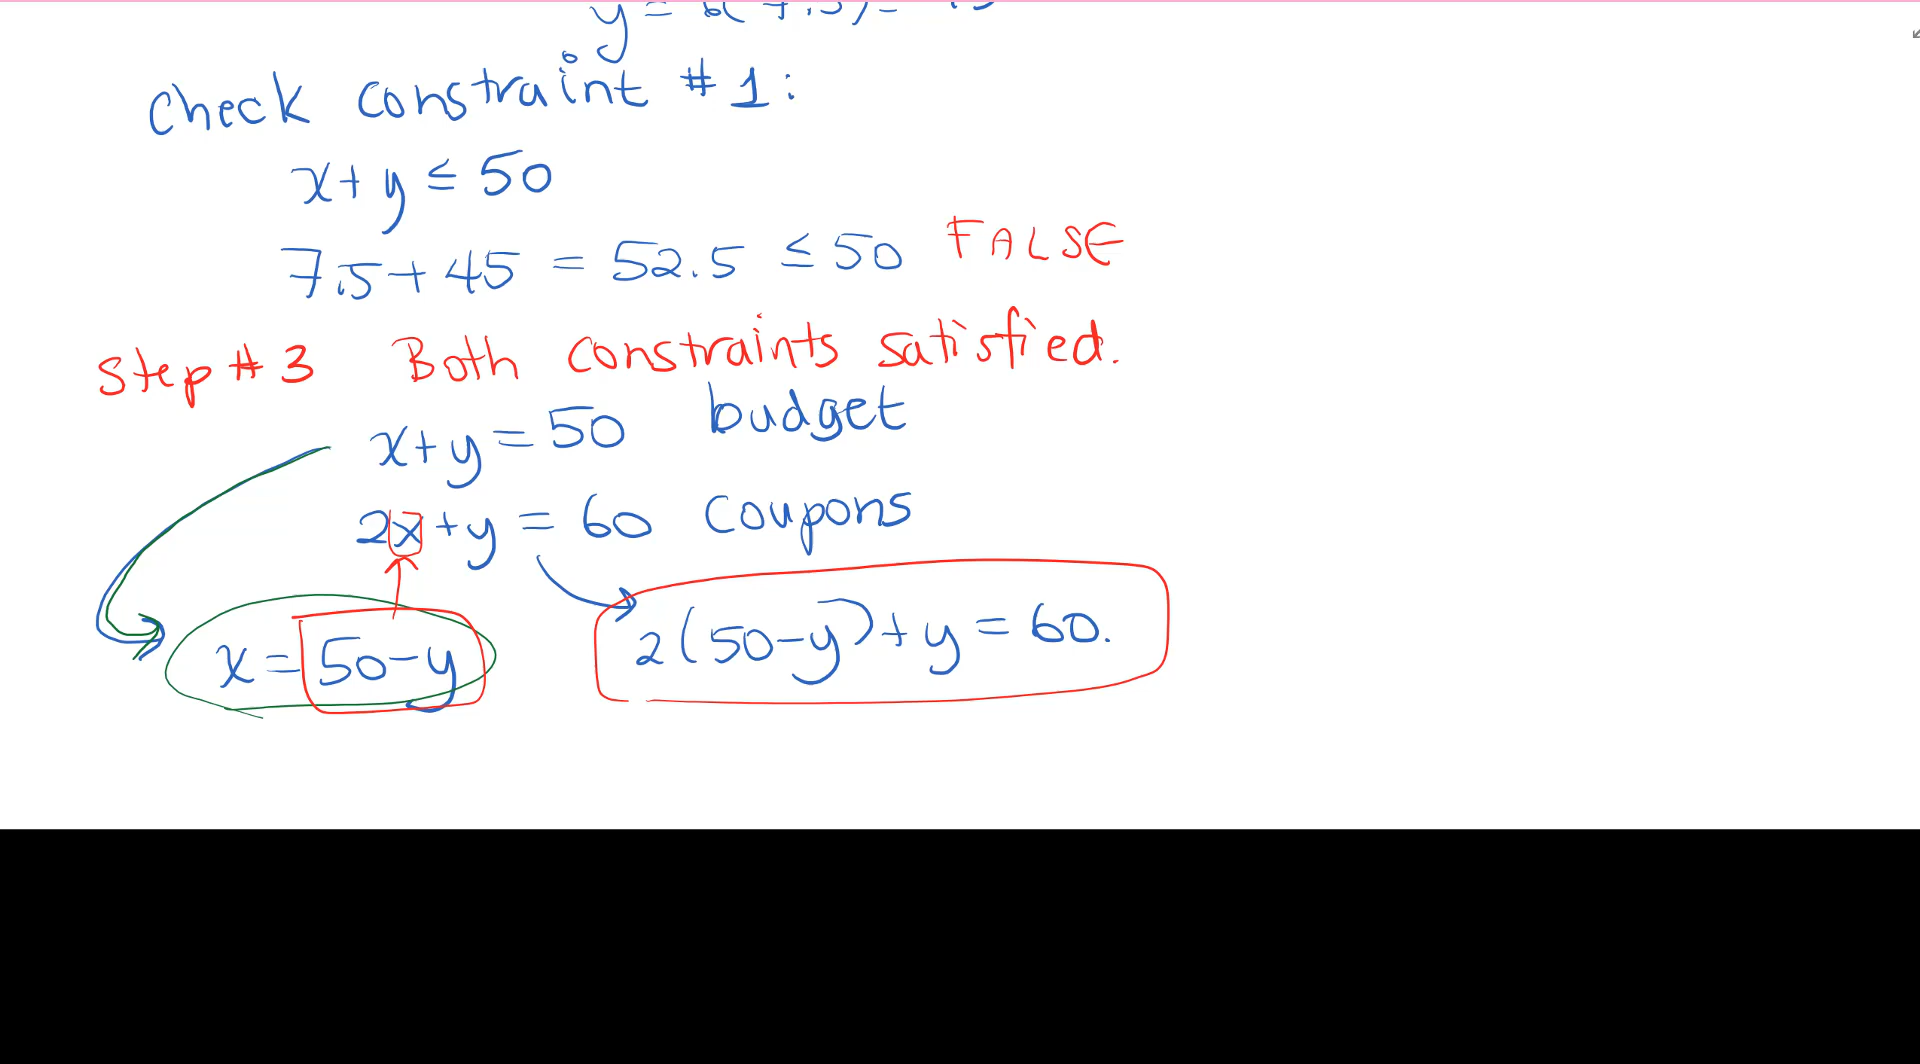 Check constraint #1:
x+y ≤ 50
7.5+45 = 52.5 ≤ 50 FALSE
Step #3 Both constraints satisfied.
x+y = 50 budget
2x+y = 60 coupons
x = 50-y 2(50-y)+y = 60.